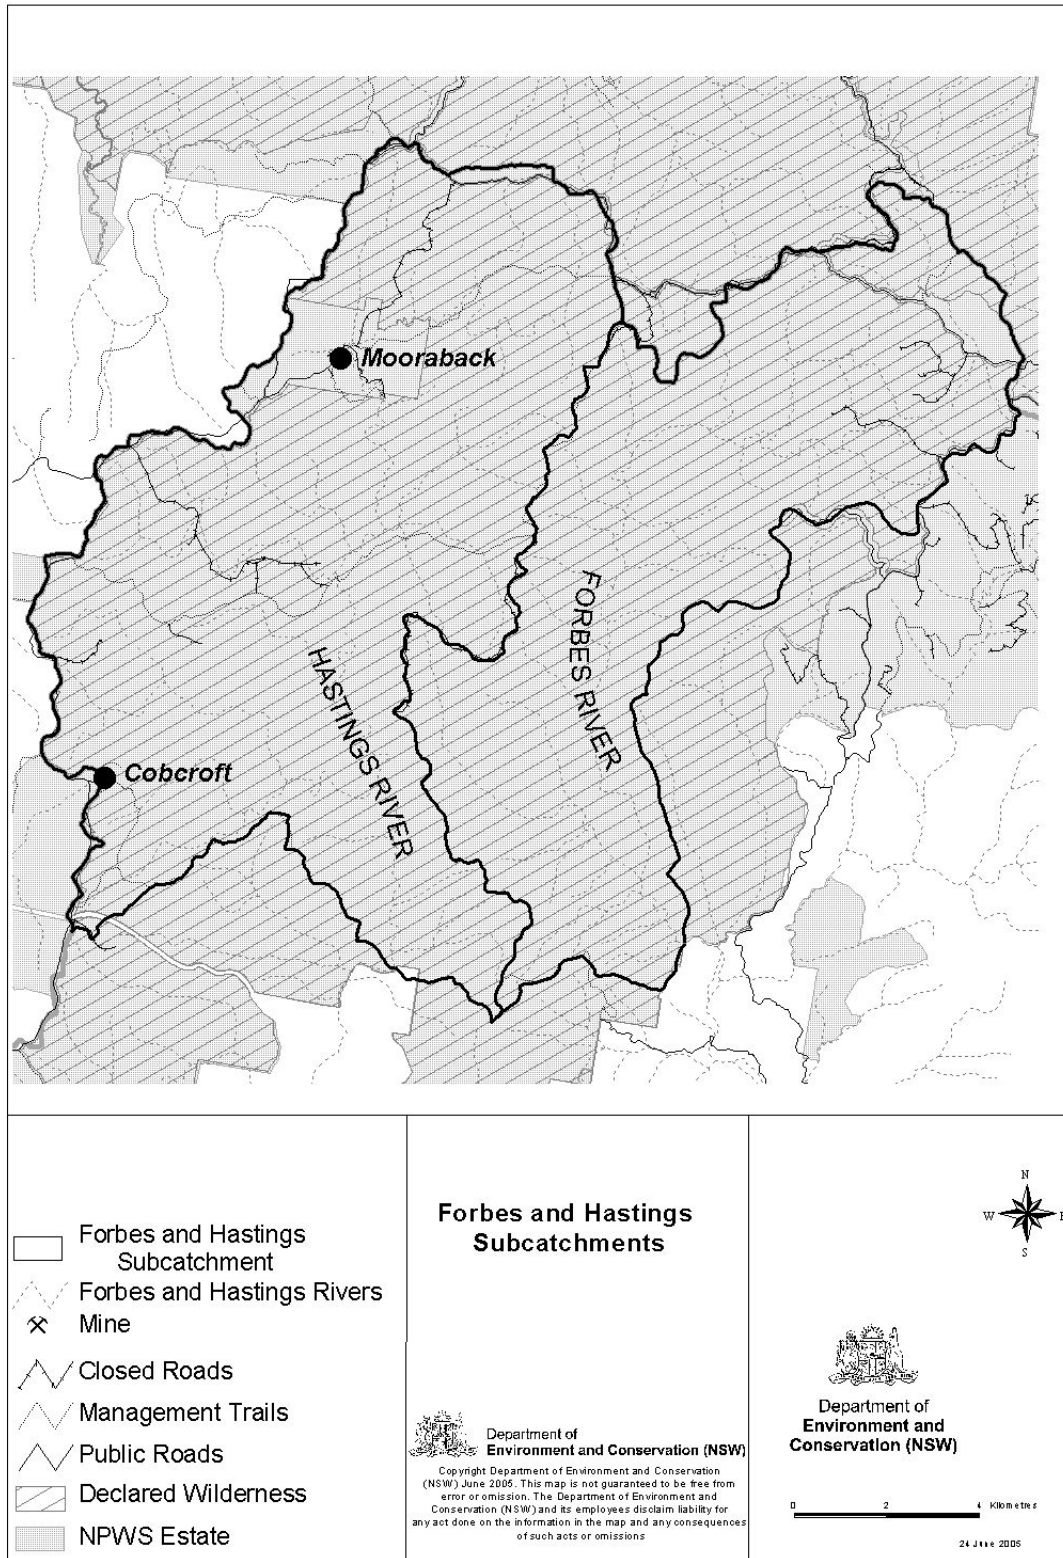 Mooraback
FORBES RIVER
HASTINGS RIVER
Cobcroft
Forbes and Hastings
Subcatchment
Forbes and Hastings Rivers
Mine
Closed Roads
Management Trails
Public Roads
Declared Wilderness
NPWS Estate
Forbes and Hastings
Subcatchments
Department of
Environment and Conservation (NSW)
Copyright Department of Environment and Conservation
(NSW) June 2005. This map is not guaranteed to be free from
error or omission. The Department of Environment and
Conservation (NSW) and its employees disclaim liability for
any act done on the information in the map and any consequences
of such acts or omissions
N
W E
S
Department of
Environment and
Conservation (NSW)
0 2 4 Kilometres
24 June 2005